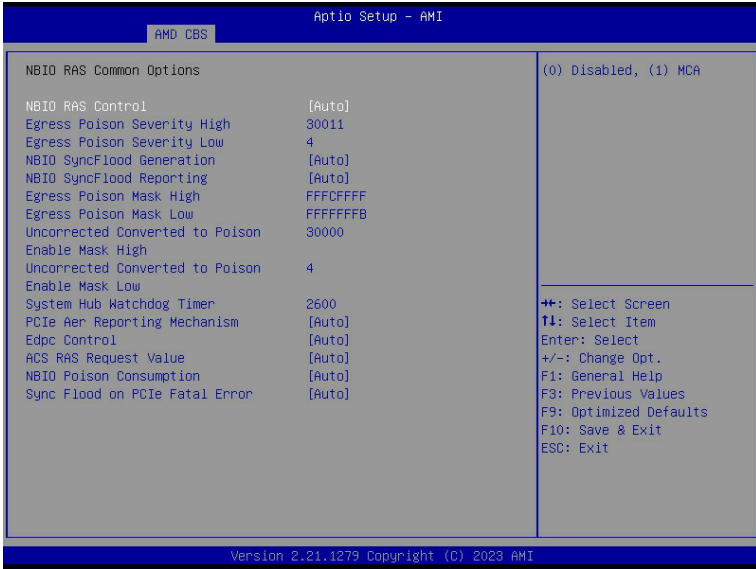 Aptio Setup - AMI
AMD CBS
NBIO RAS Common Options
NBIO RAS Control [Auto]
Egress Poison Severity High 30011
Egress Poison Severity Low 4
NBIO SyncFlood Generation [Auto]
NBIO SyncFlood Reporting [Auto]
Egress Poison Mask High FFFCFFFF
Egress Poison Mask Low FFFFFFFB
Uncorrected Converted to Poison 30000
Enable Mask High
Uncorrected Converted to Poison 4
Enable Mask Low
System Hub Watchdog Timer 2600
PCIe Aer Reporting Mechanism [Auto]
Edpc Control [Auto]
ACS RAS Request Value [Auto]
NBIO Poison Consumption [Auto]
Sync Flood on PCIe Fatal Error [Auto]
(0) Disabled, (1) MCA
→←: Select Screen
↑↓: Select Item
Enter: Select
+/-: Change Opt.
F1: General Help
F3: Previous Values
F9: Optimized Defaults
F10: Save & Exit
ESC: Exit
Version 2.21.1279 Copyright (C) 2023 AMI